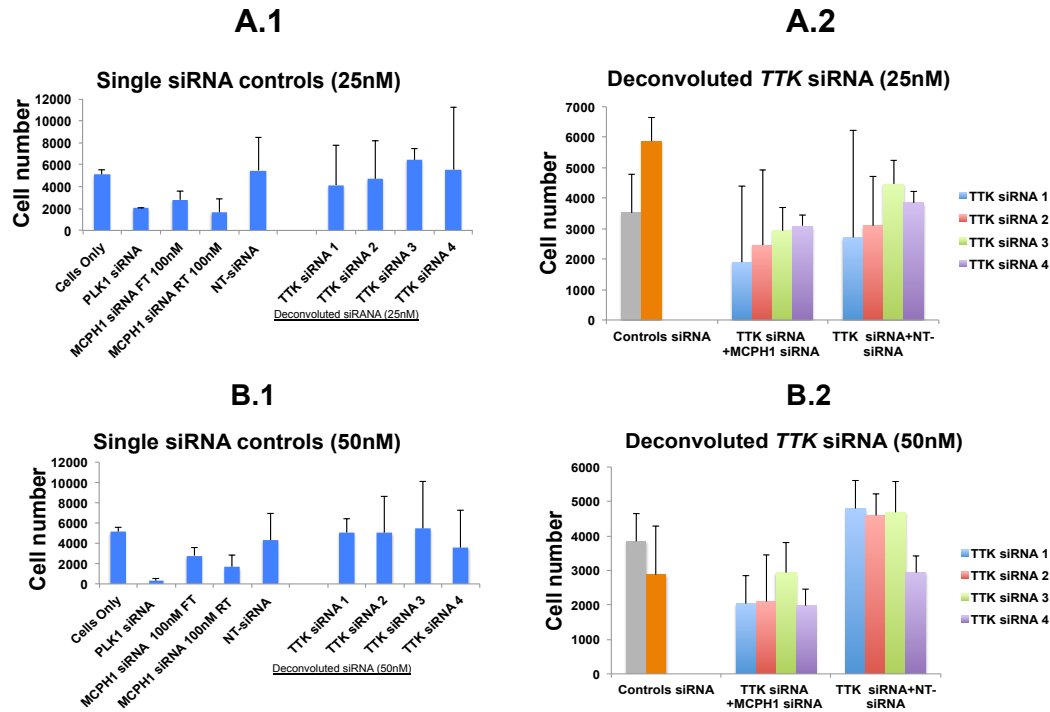 A.1
A.2
Single siRNA controls (25nM)
Cell number
12000
10000
8000
6000
4000
2000
0
Cells Only
PLK1 siRNA
MCPH1 siRNA FT 100nM
MCPH1 siRNA RT 100nM
NT-siRNA
TTK siRNA 1
TTK siRNA 2
TTK siRNA 3
TTK siRNA 4
Deconvoluted siRANA (25nM)
Deconvoluted TTK siRNA (25nM)
Cell number
7000
6000
5000
4000
3000
2000
1000
0
Controls siRNA
TTK siRNA
+MCPH1 siRNA
TTK siRNA+NT-
siRNA
TTK siRNA 1
TTK siRNA 2
TTK siRNA 3
TTK siRNA 4
B.1
B.2
Single siRNA controls (50nM)
Cell number
12000
10000
8000
6000
4000
2000
0
Cells Only
PLK1 siRNA
MCPH1 siRNA 100nM FT
MCPH1 siRNA 100nM RT
NT-siRNA
TTK siRNA 1
TTK siRNA 2
TTK siRNA 3
TTK siRNA 4
Deconvoluted siRNA (50nM)
Deconvoluted TTK siRNA (50nM)
Cell number
6000
5000
4000
3000
2000
1000
0
Controls siRNA
TTK siRNA
+MCPH1 siRNA
TTK siRNA+NT-
siRNA
TTK siRNA 1
TTK siRNA 2
TTK siRNA 3
TTK siRNA 4